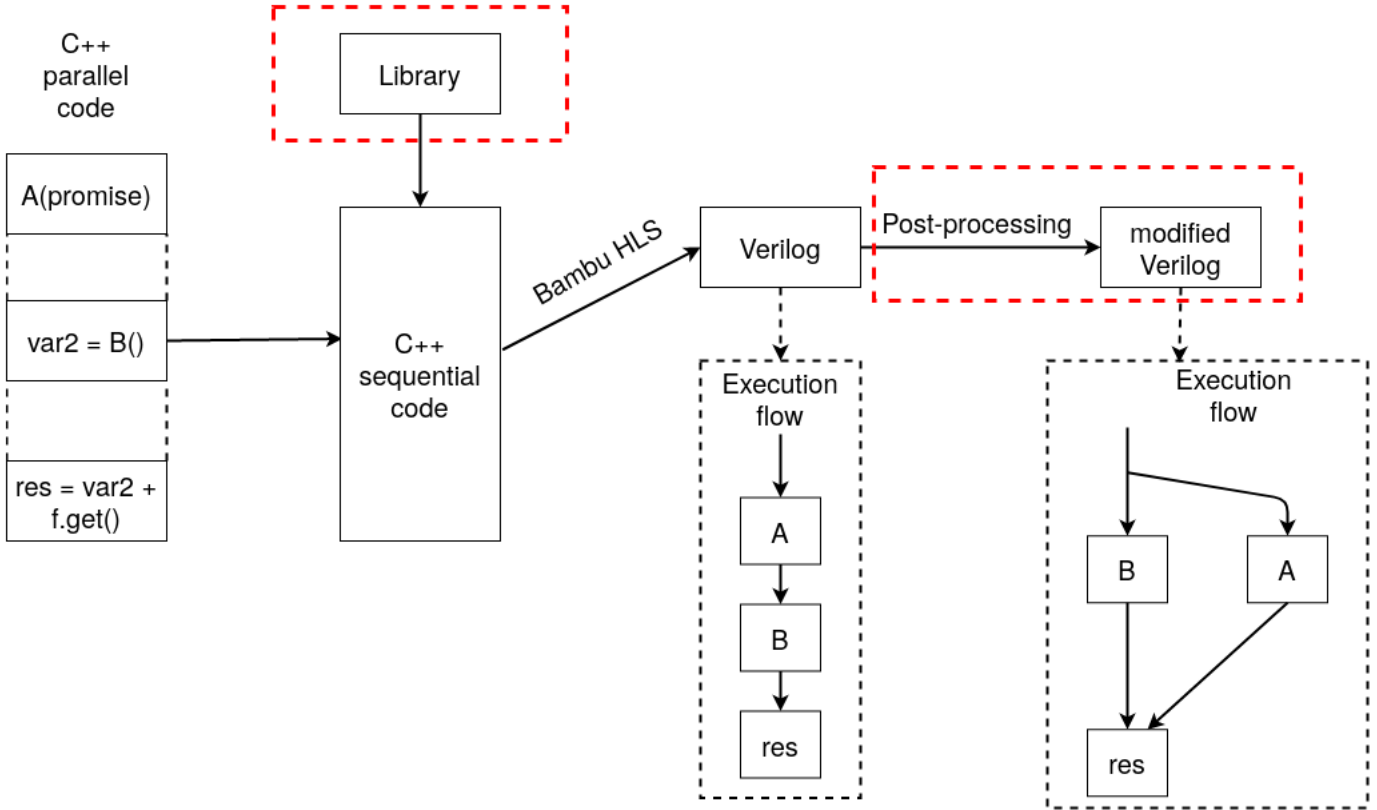 C++
parallel
code
Library
A(promise)
var2 = B()
res = var2 +
f.get()
C++
sequential
code
Bambu HLS
Verilog
Post-processing
modified
Verilog
Execution
flow
A
B
res
Execution
flow
B
A
res